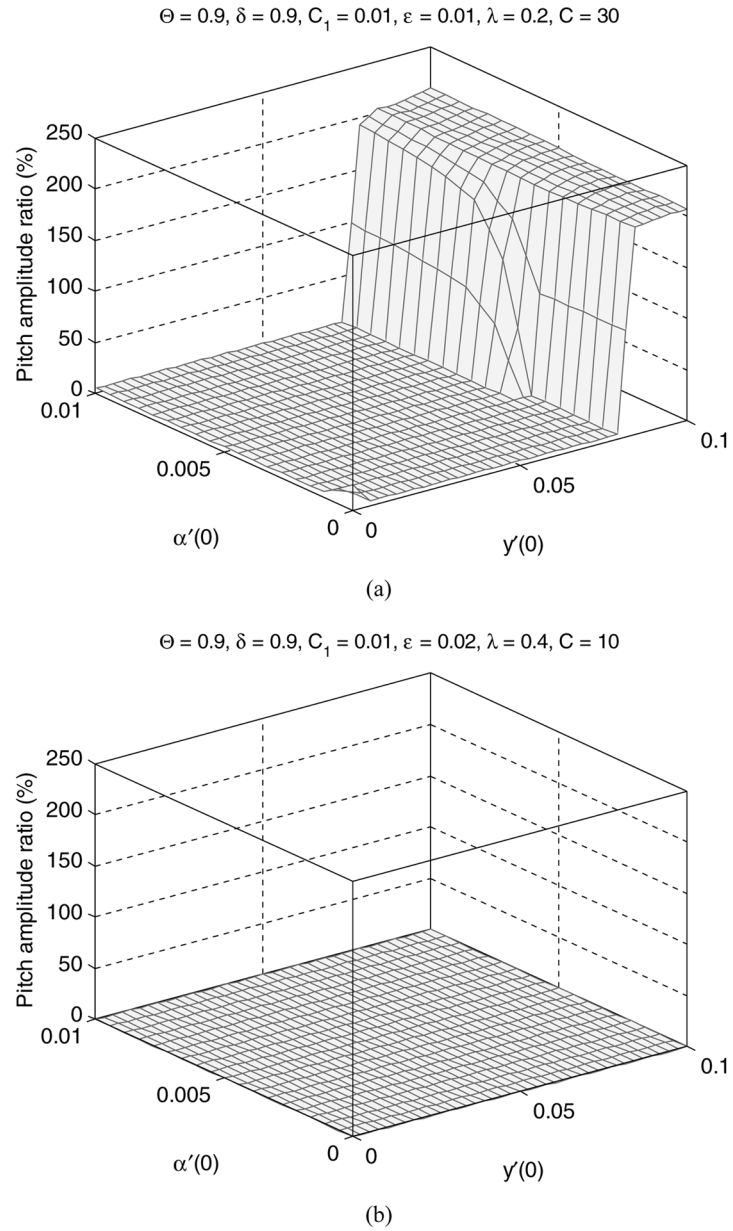 Θ = 0.9, δ = 0.9, C1 = 0.01, ε = 0.01, λ = 0.2, C = 30
Pitch amplitude ratio (%)
250
200
150
100
50
0
0.01
0.005
0
α′(0)
0
0.05
0.1
y′(0)
(a)
Θ = 0.9, δ = 0.9, C1 = 0.01, ε = 0.02, λ = 0.4, C = 10
Pitch amplitude ratio (%)
250
200
150
100
50
0
0.01
0.005
0
α′(0)
0
0.05
0.1
y′(0)
(b)